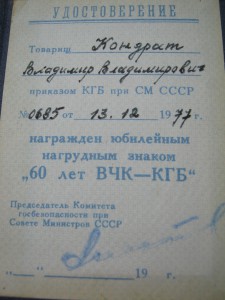 УДОСТОВЕРЕНИЕ
Товарищ Кондрат
Владимир Владимирович
приказом КГБ при СМ СССР
№ 0685 от 13.12 1977 г.
награжден юбилейным
нагрудным знаком
„60 лет ВЧК—КГБ"
Председатель Комитета
госбезопасности при
Совете Министров СССР
„ " 19 г.